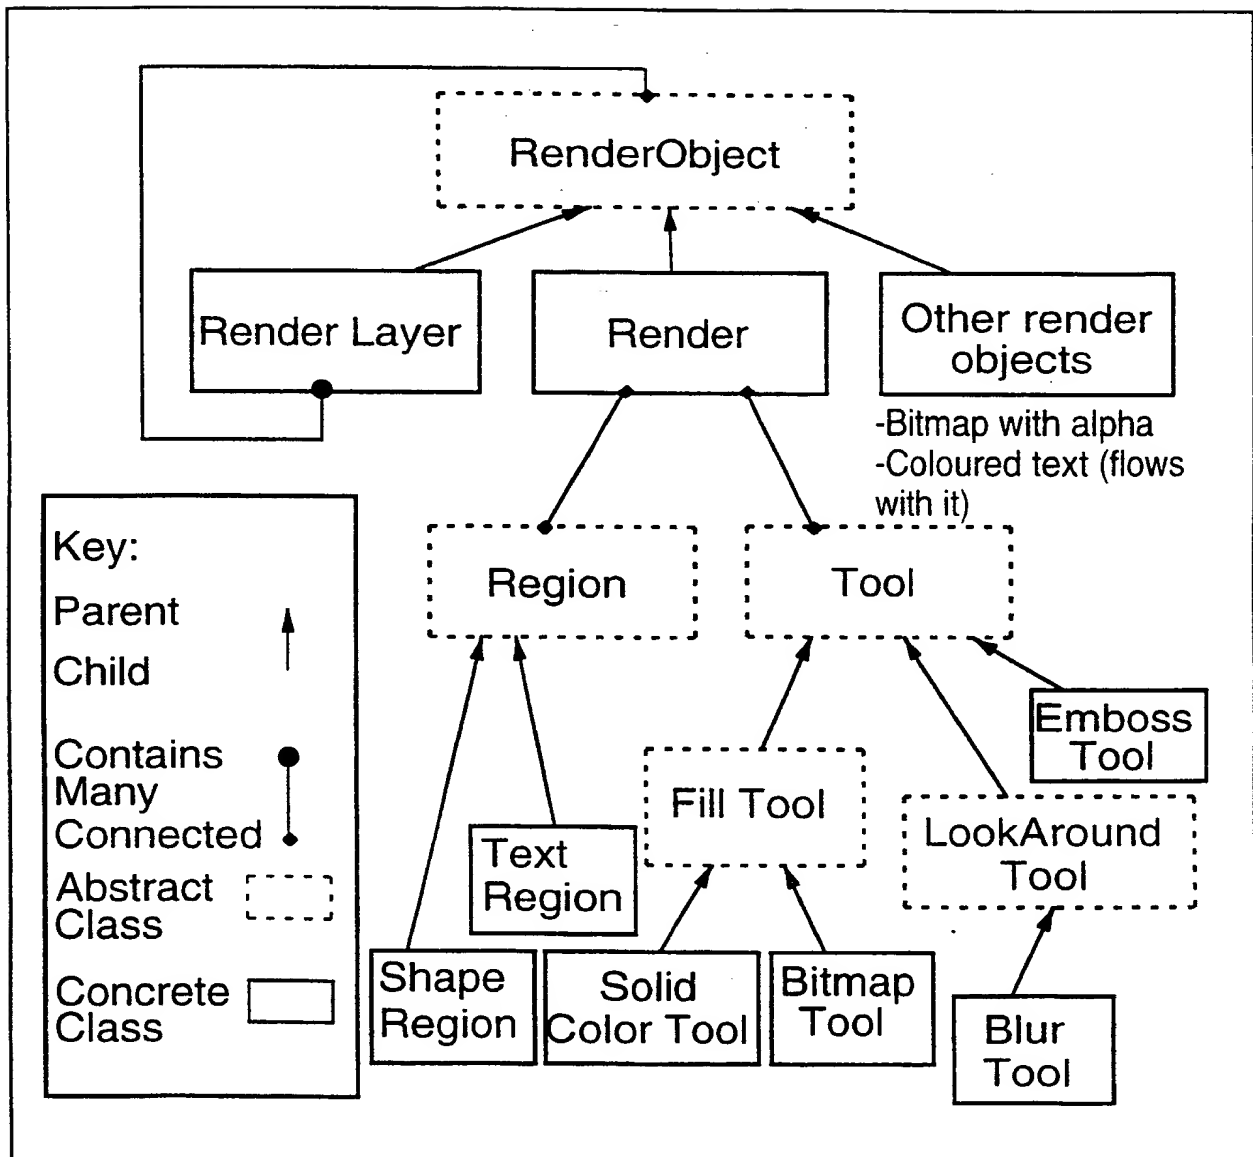 RenderObject
Render Layer
Render
Other render
objects
-Bitmap with alpha
-Coloured text (flows
with it)
Key:
Parent
Child
Contains
Many
Connected
Abstract
Class
Concrete
Class
Region
Tool
Emboss
Tool
Fill Tool
LookAround
Tool
Text
Region
Shape
Region
Solid
Color Tool
Bitmap
Tool
Blur
Tool